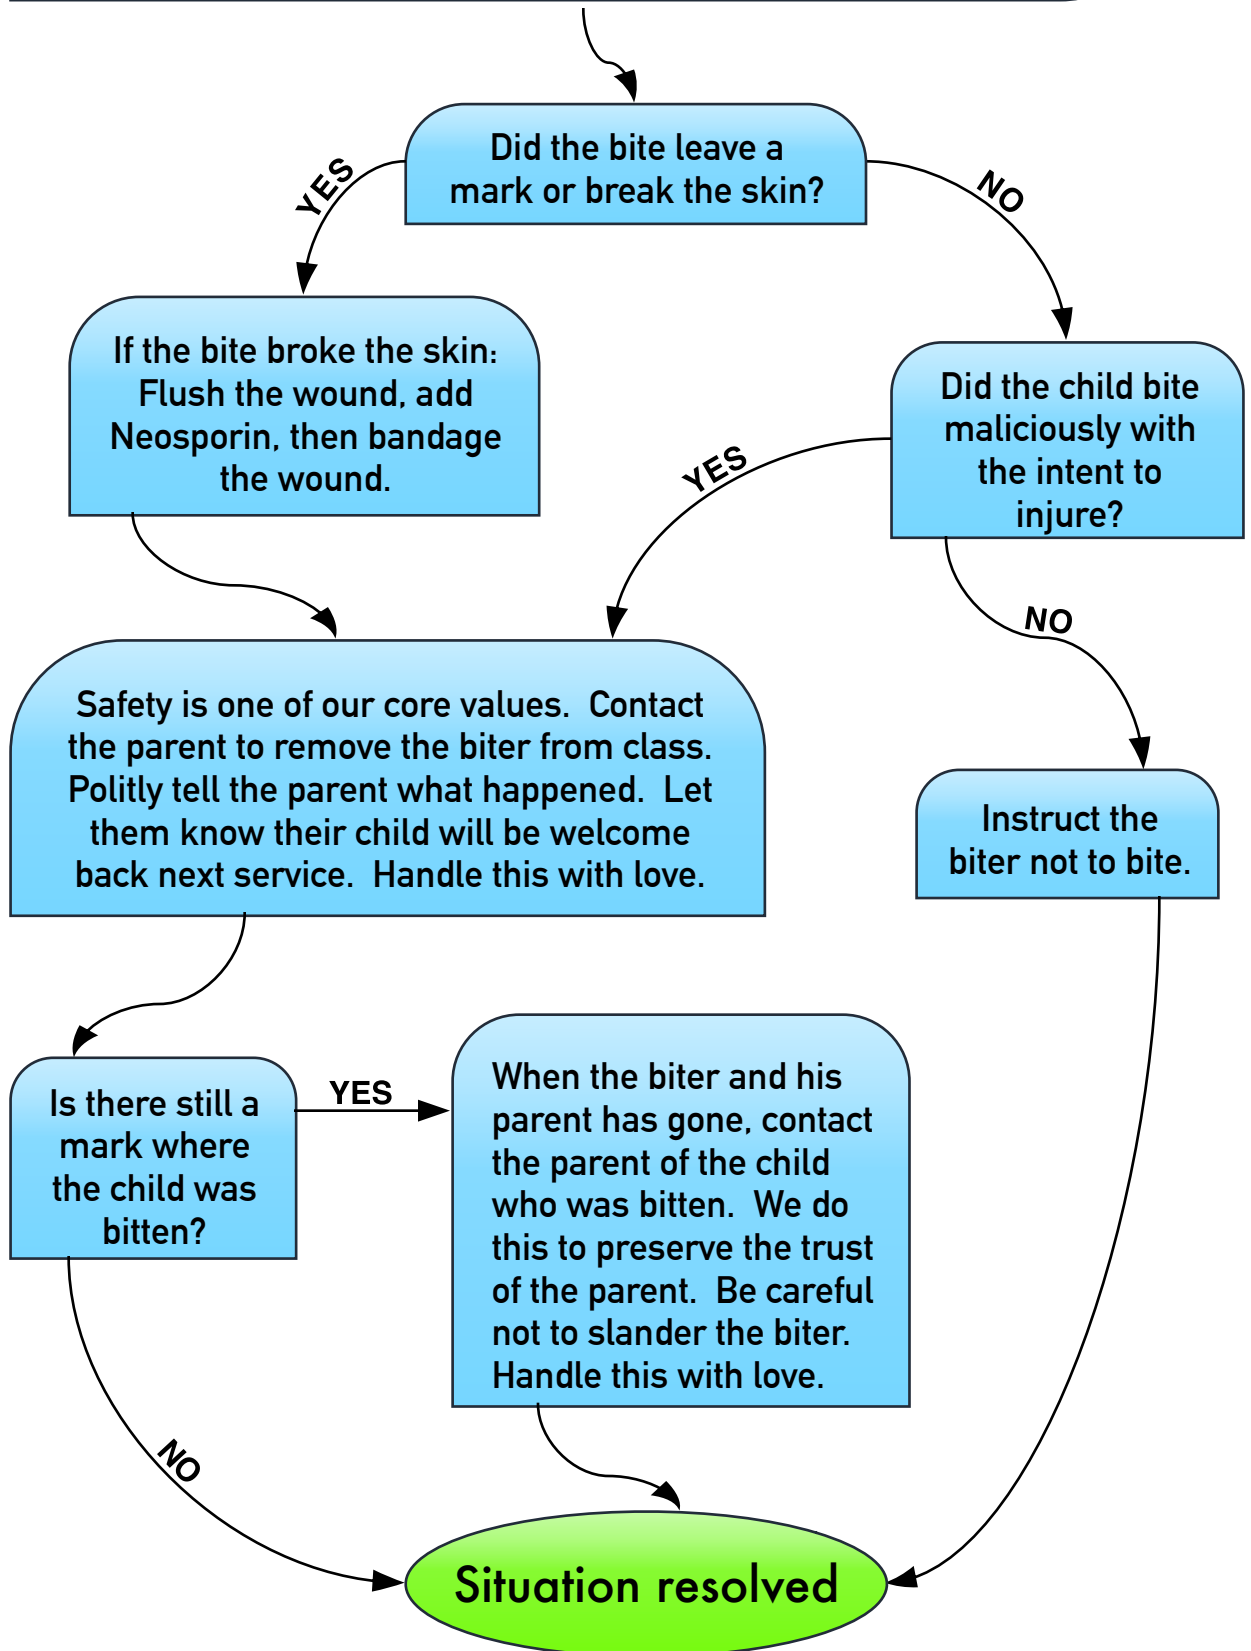 Did the bite leave a
mark or break the skin?
YES
NO
If the bite broke the skin:
Flush the wound, add
Neosporin, then bandage
the wound.
Did the child bite
maliciously with
the intent to
injure?
YES
NO
Safety is one of our core values.  Contact
the parent to remove the biter from class.
Politly tell the parent what happened.  Let
them know their child will be welcome
back next service.  Handle this with love.
Instruct the
biter not to bite.
Is there still a
mark where
the child was
bitten?
YES
When the biter and his
parent has gone, contact
the parent of the child
who was bitten.  We do
this to preserve the trust
of the parent.  Be careful
not to slander the biter.
Handle this with love.
NO
Situation resolved